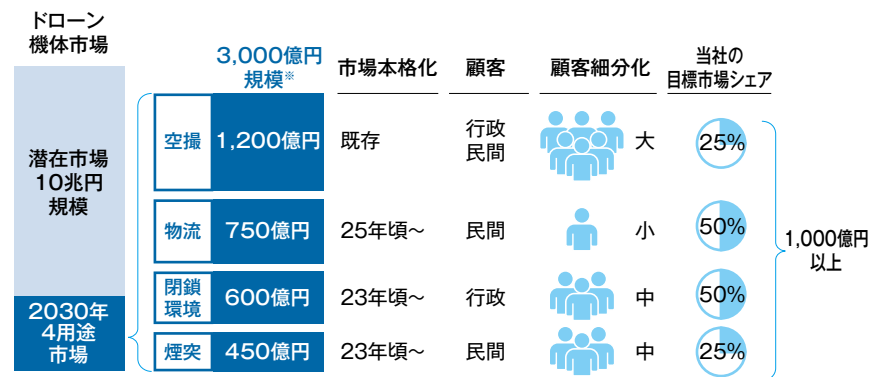 ドローン
機体市場
3,000億円
規模※
市場本格化
顧客
顧客細分化
当社の
目標市場シェア
潜在市場
10兆円
規模
2030年
4用途
市場
空撮 1,200億円 既存 行政
民間 大 25%
物流 750億円 25年頃～ 民間 小 50%
閉鎖
環境 600億円 23年頃～ 行政 中 50%
煙突 450億円 23年頃～ 民間 中 25%
1,000億円
以上